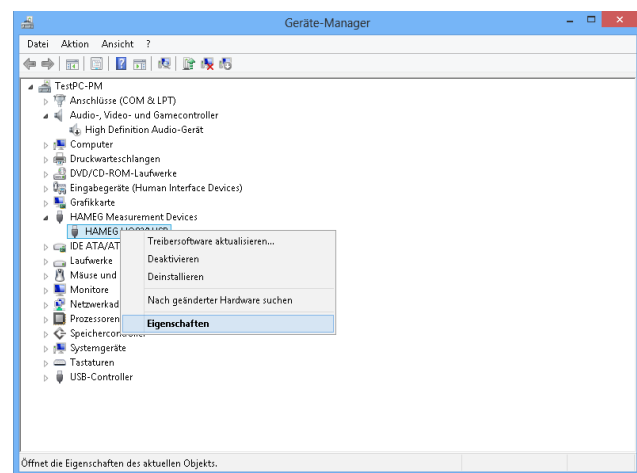 Geräte-Manager
Datei Aktion Ansicht ?
TestPC-PM
Anschlüsse (COM & LPT)
Audio-, Video- und Gamecontroller
High Definition Audio-Gerät
Computer
Druckwarteschlangen
DVD/CD-ROM-Laufwerke
Eingabegeräte (Human Interface Devices)
Grafikkarte
HAMEG Measurement Devices
HAMEG
IDE ATA/AT
Treibersoftware aktualisieren...
Laufwerke
Deaktivieren
Mäuse und
Deinstallieren
Monitore
Netzwerkad
Nach geänderter Hardware suchen
Prozessoren
Eigenschaften
Speichercontroller
Systemgeräte
Tastaturen
USB-Controller
Öffnet die Eigenschaften des aktuellen Objekts.